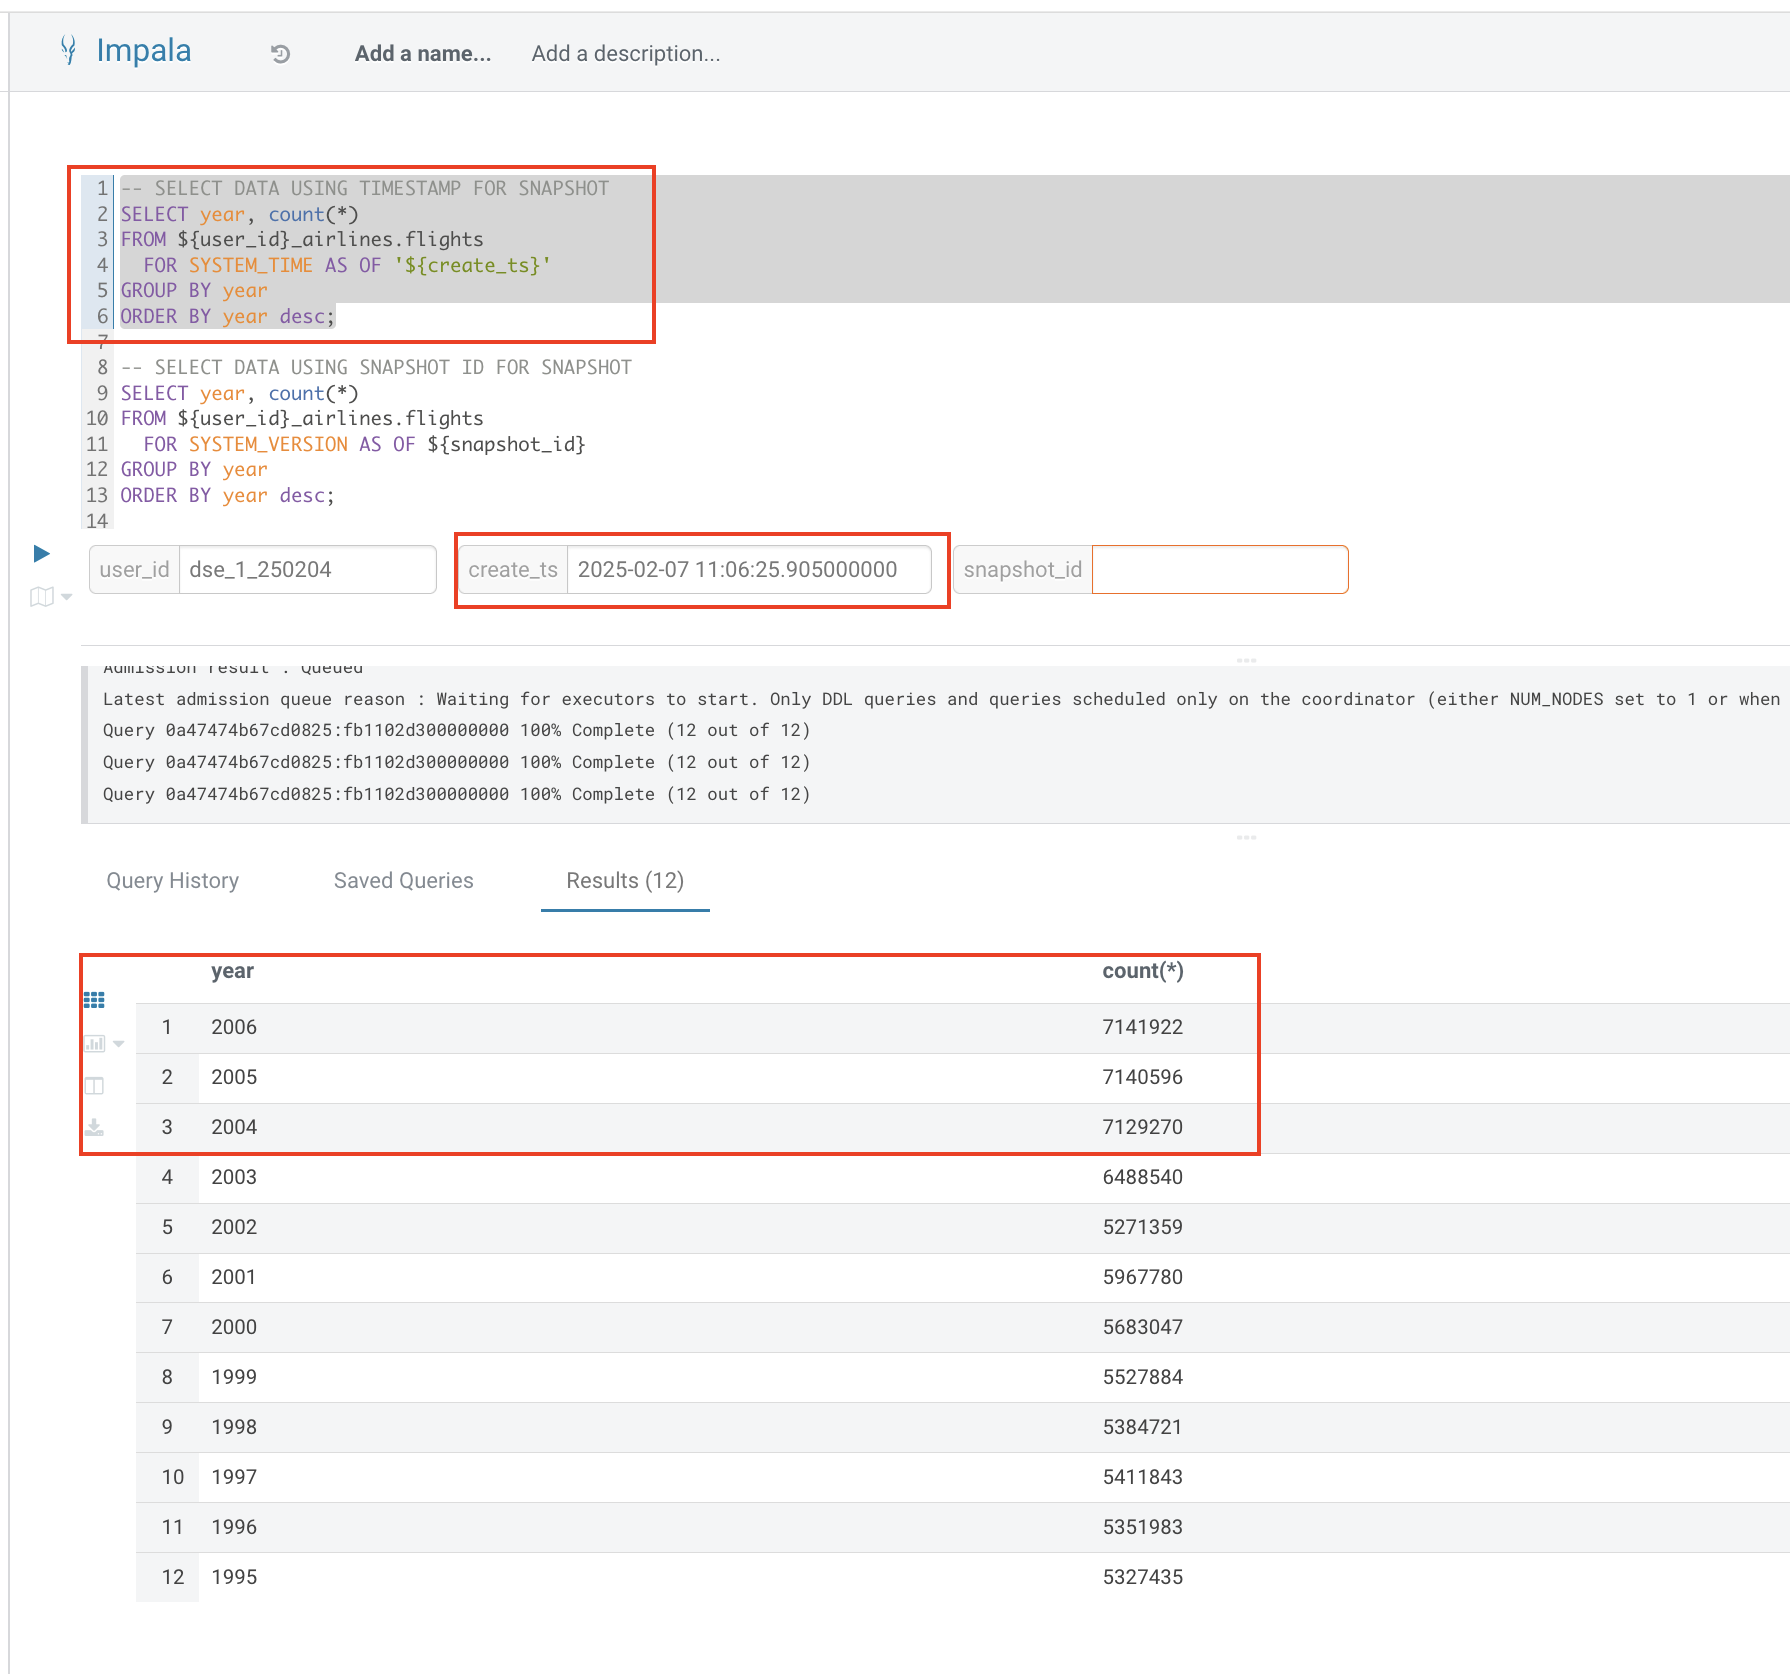 Impala
Add a name...
Add a description...
1 -- SELECT DATA USING TIMESTAMP FOR SNAPSHOT
2 SELECT year, count(*)
3 FROM ${user_id}_airlines.flights
4   FOR SYSTEM_TIME AS OF '${create_ts}'
5 GROUP BY year
6 ORDER BY year desc;
7
8 -- SELECT DATA USING SNAPSHOT ID FOR SNAPSHOT
9 SELECT year, count(*)
10 FROM ${user_id}_airlines.flights
11   FOR SYSTEM_VERSION AS OF ${snapshot_id}
12 GROUP BY year
13 ORDER BY year desc;
14
user_id dse_1_250204 create_ts 2025-02-07 11:06:25.905000000 snapshot_id
Admission result : Queued
Latest admission queue reason : Waiting for executors to start. Only DDL queries and queries scheduled only on the coordinator (either NUM_NODES set to 1 or when
Query 0a47474b67cd0825:fb1102d300000000 100% Complete (12 out of 12)
Query 0a47474b67cd0825:fb1102d300000000 100% Complete (12 out of 12)
Query 0a47474b67cd0825:fb1102d300000000 100% Complete (12 out of 12)
Query History Saved Queries Results (12)
year count(*)
1 2006 7141922
2 2005 7140596
3 2004 7129270
4 2003 6488540
5 2002 5271359
6 2001 5967780
7 2000 5683047
8 1999 5527884
9 1998 5384721
10 1997 5411843
11 1996 5351983
12 1995 5327435